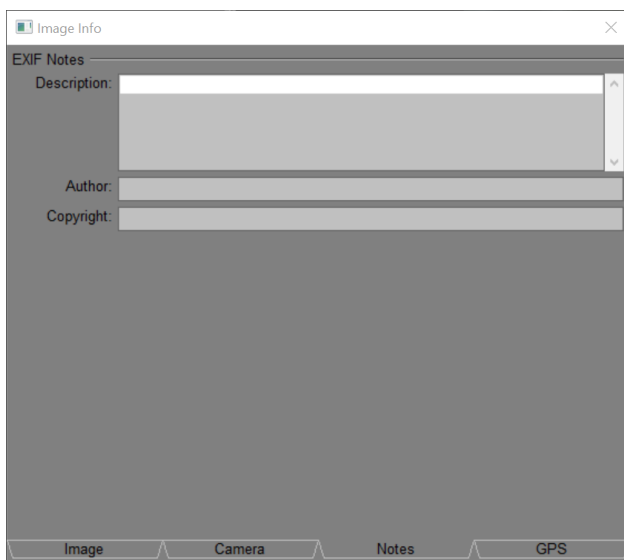 Image Info
EXIF Notes
Description:
Author:
Copyright:
Image Camera Notes GPS